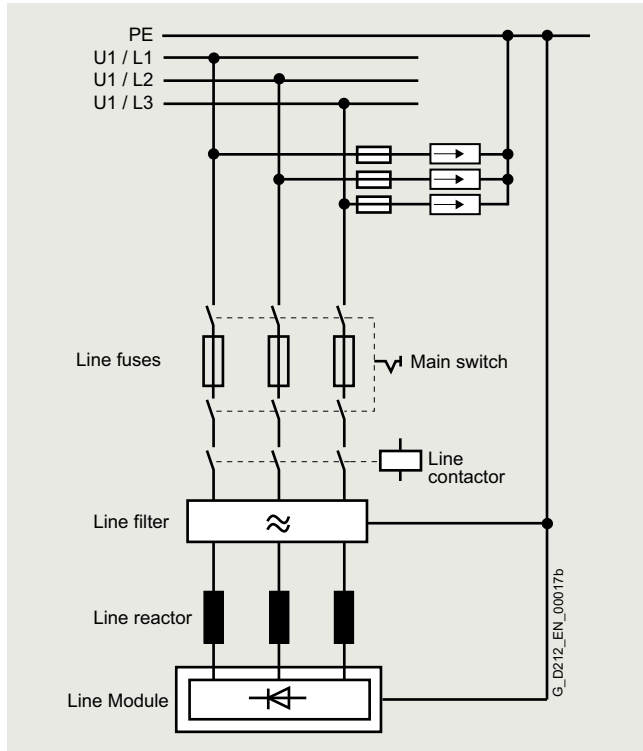 PE
U1 / L1
U1 / L2
U1 / L3
Line fuses
Main switch
Line
contactor
Line filter
Line reactor
Line Module
G_D212_EN_00017b